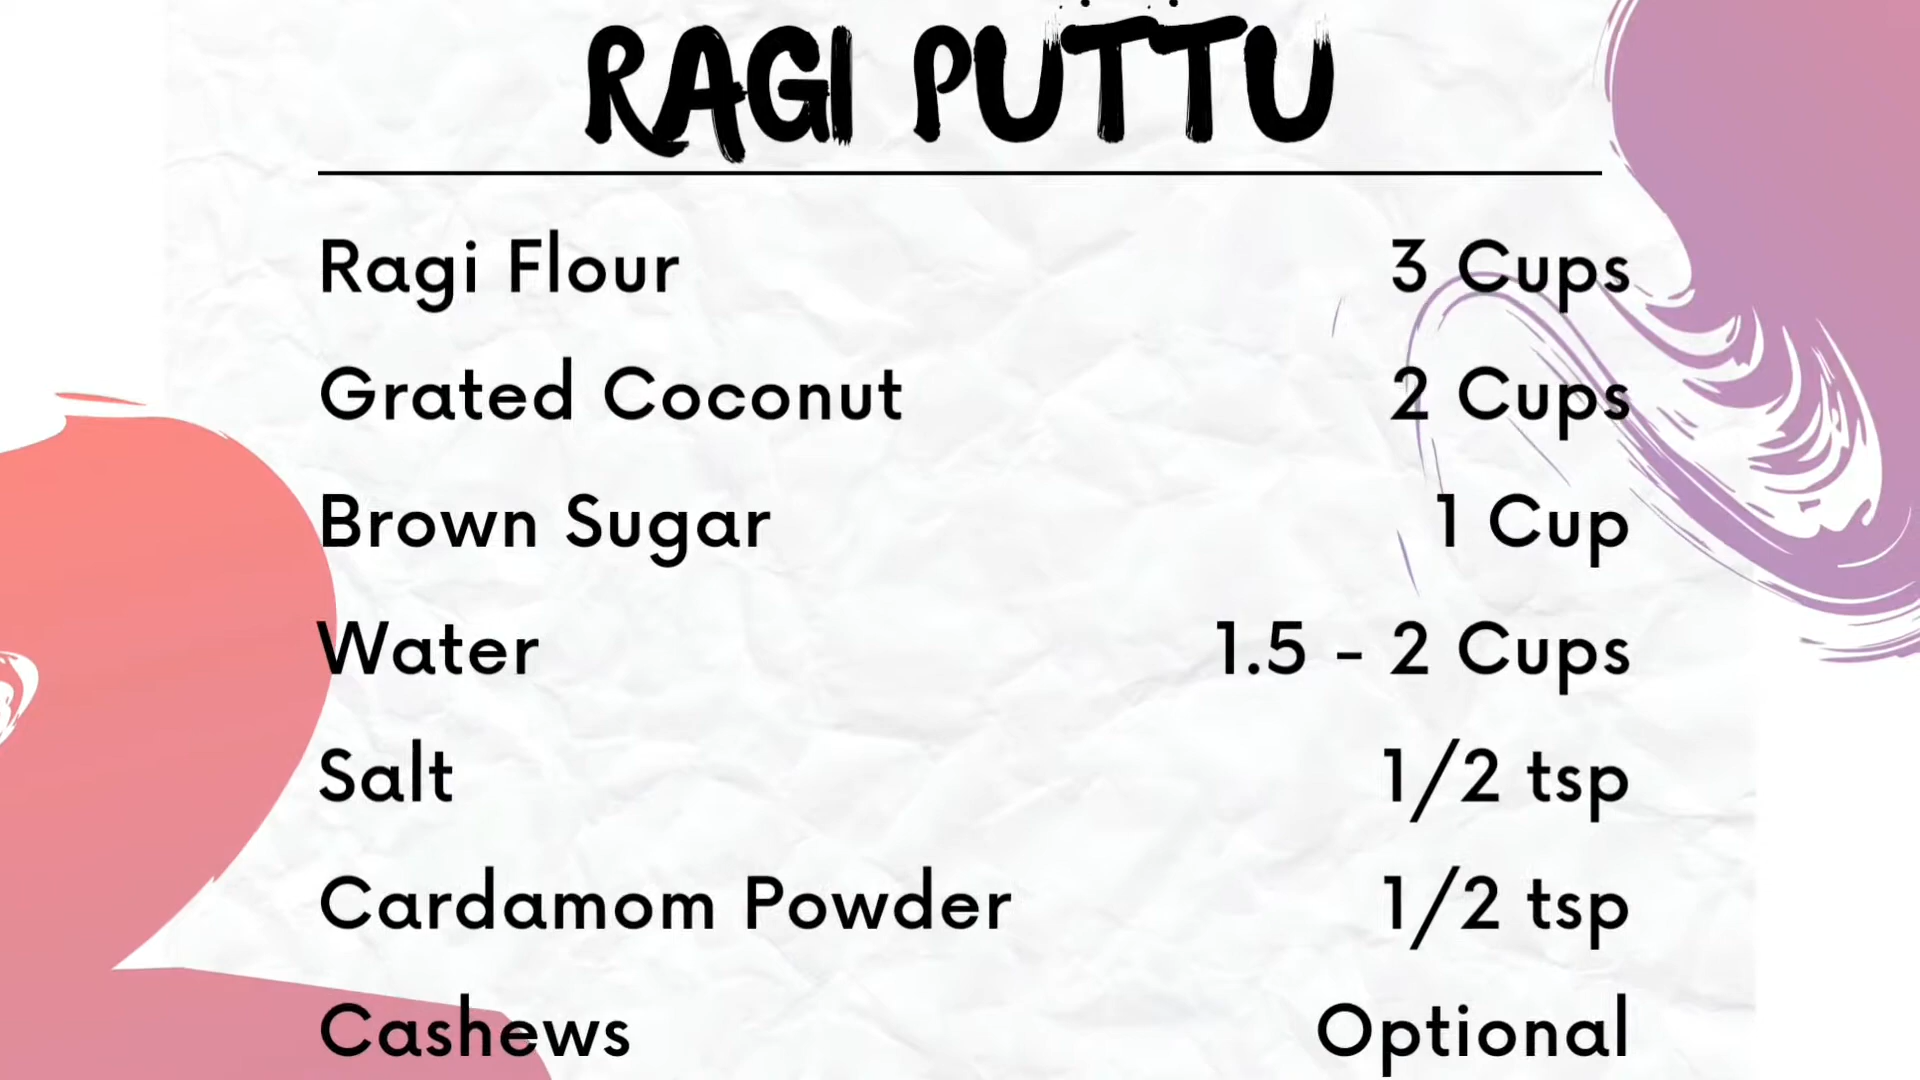 RAGI PUTTU
Ragi Flour 3 Cups
Grated Coconut 2 Cups
Brown Sugar 1 Cup
Water 1.5 - 2 Cups
Salt 1/2 tsp
Cardamom Powder 1/2 tsp
Cashews Optional